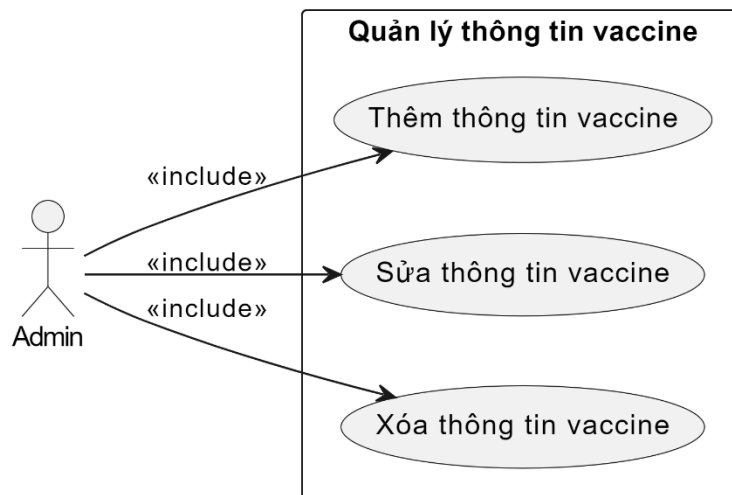 Quản lý thông tin vaccine
Thêm thông tin vaccine
«include»
«include»
Sửa thông tin vaccine
«include»
Admin
Xóa thông tin vaccine